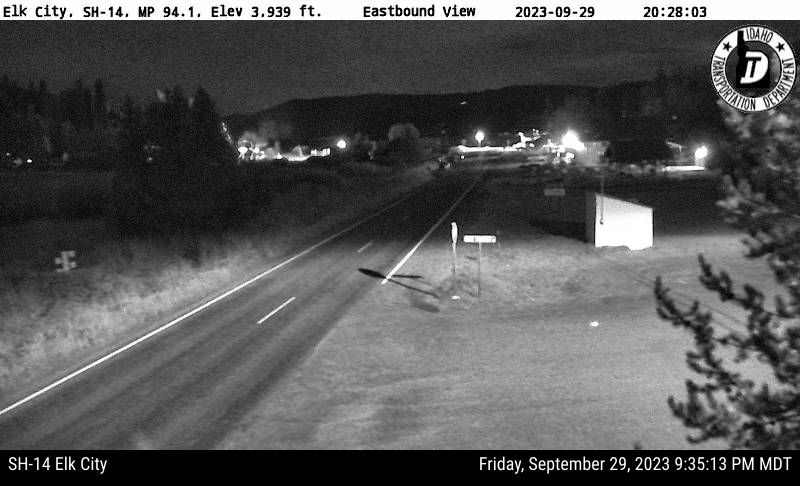 Elk City, SH-14, MP 94.1, Elev 3,939 ft. Eastbound View 2023-09-29 20:28:03
IDAHO
TRANSPORTATION DEPARTMENT
SH-14 Elk City Friday, September 29, 2023 9:35:13 PM MDT